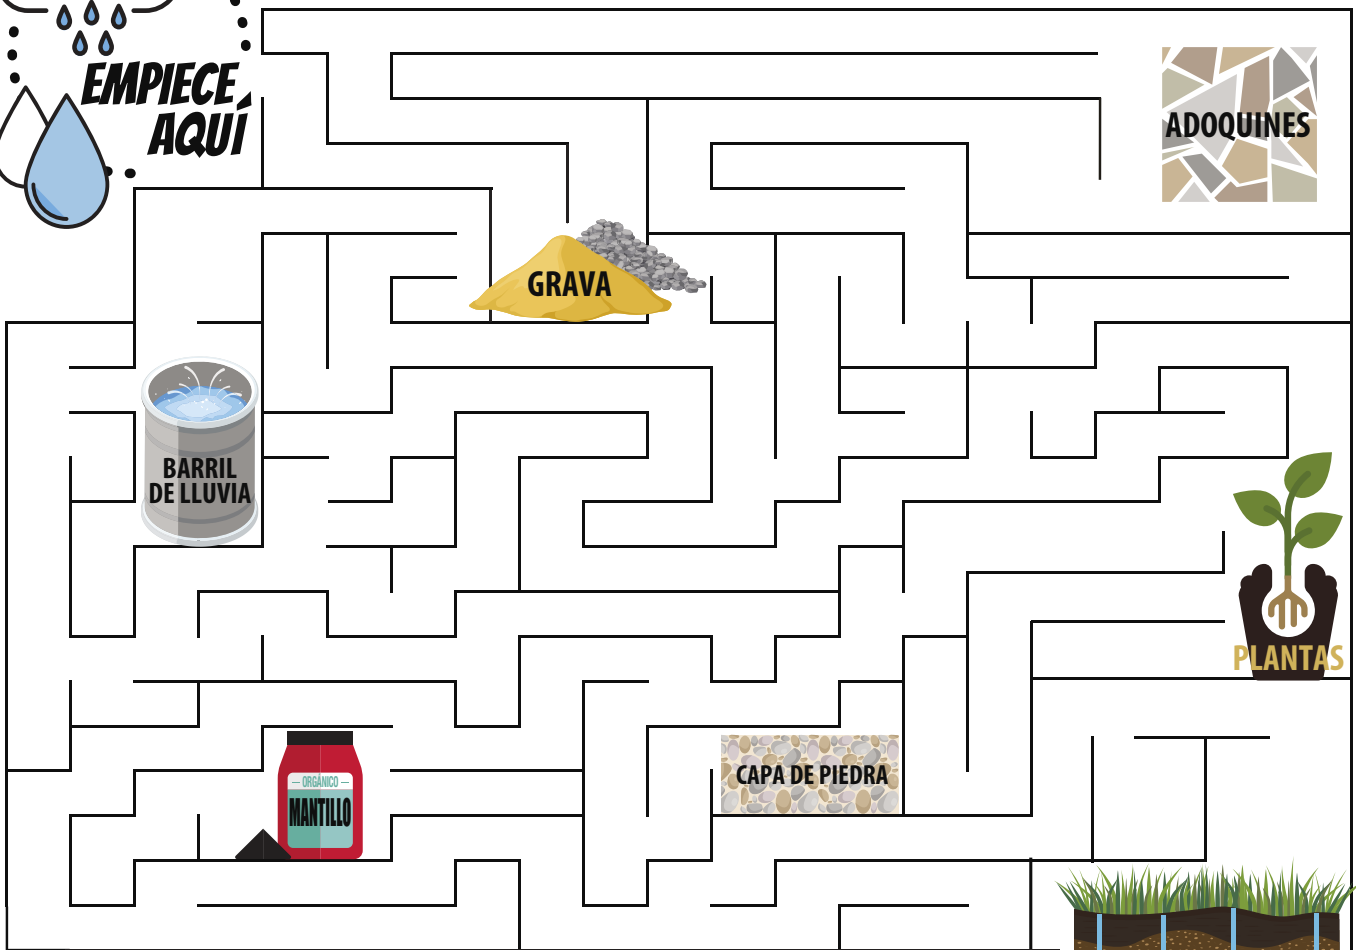 EMPIECE
AQUÍ
ADOQUINES
GRAVA
BARRIL
DE LLUVIA
PLANTAS
CAPA DE PIEDRA
ORGÁNICO
MANTILLO